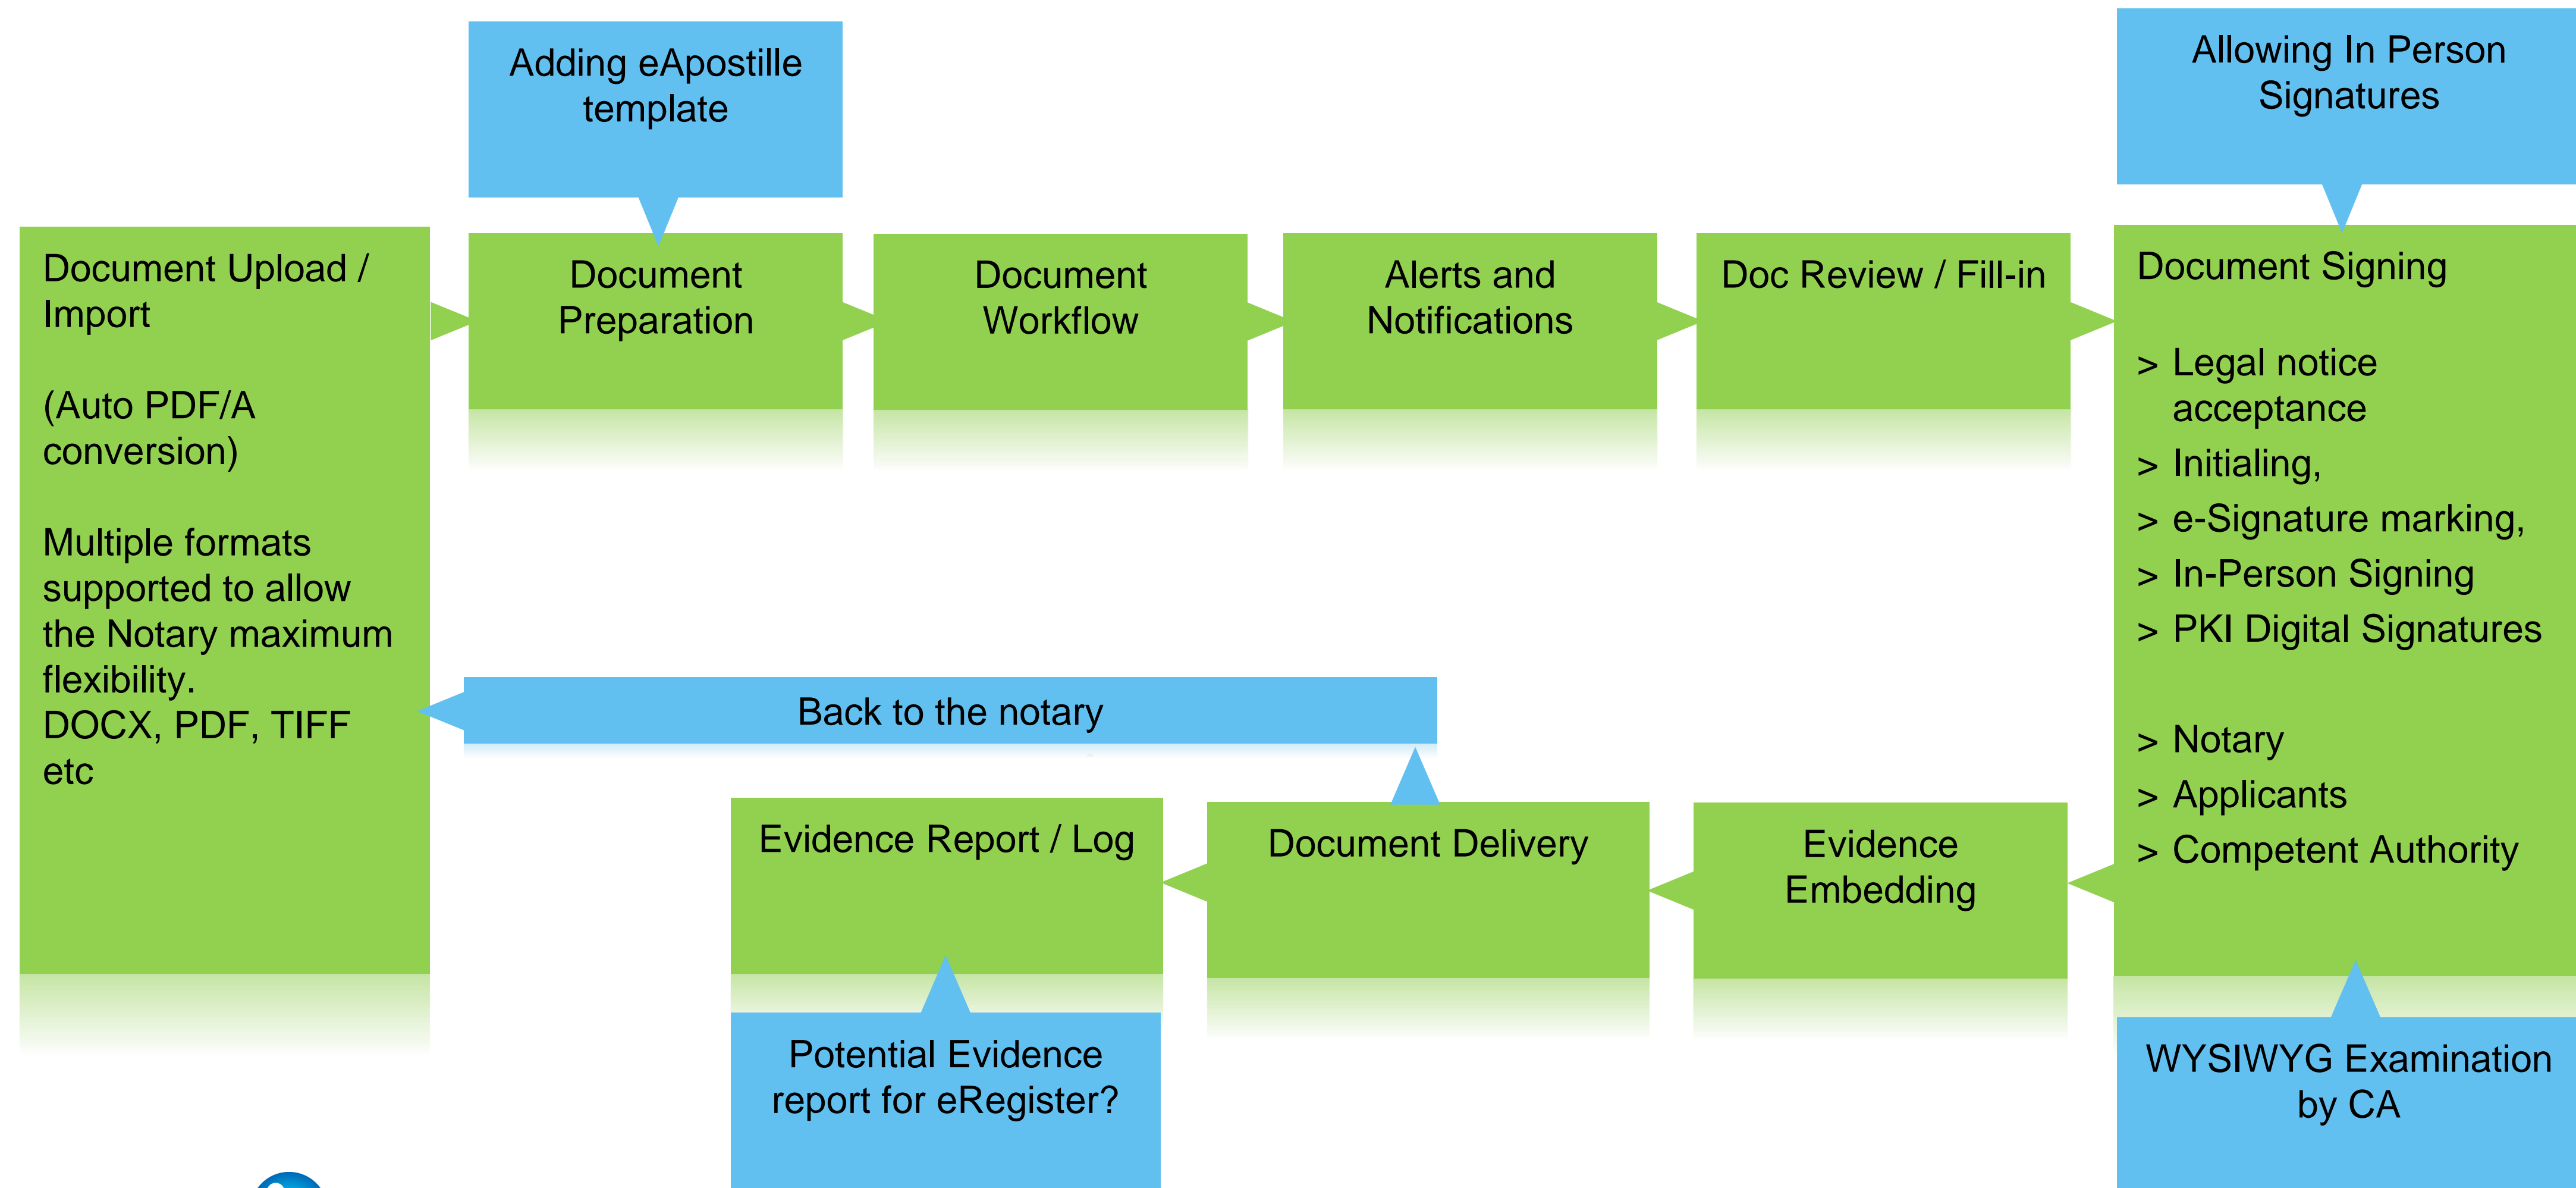 Adding eApostille
template
Allowing In Person
Signatures
Document Upload /
Import
(Auto PDF/A
conversion)
Multiple formats
supported to allow
the Notary maximum
flexibility.
DOCX, PDF, TIFF
etc
Document
Preparation
Document
Workflow
Alerts and
Notifications
Doc Review / Fill-in
Document Signing
> Legal notice
acceptance
> Initialing,
> e-Signature marking,
> In-Person Signing
> PKI Digital Signatures
> Notary
> Applicants
> Competent Authority
Back to the notary
Evidence Report / Log
Document Delivery
Evidence
Embedding
Potential Evidence
report for eRegister?
WYSIWYG Examination
by CA